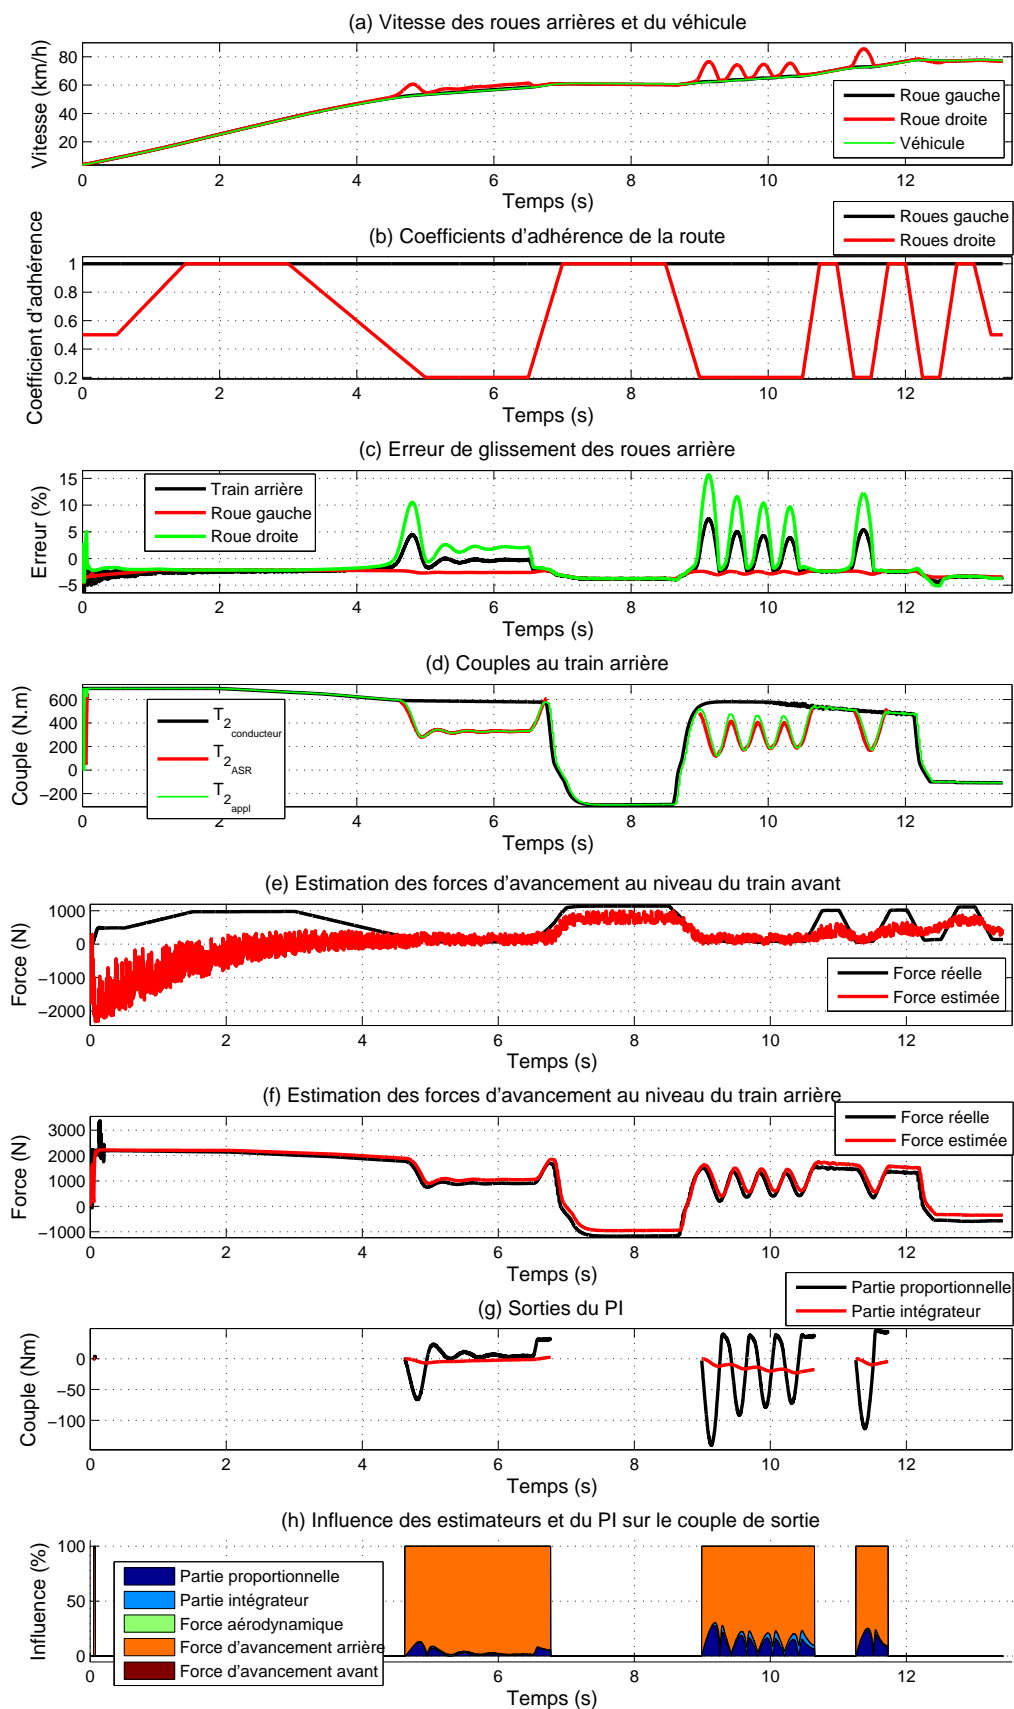 (a) Vitesse des roues arrières et du véhicule
Vitesse (km/h)
80
60
40
20
Roue gauche
Roue droite
Véhicule
0 2 4 6 8 10 12
Temps (s)
(b) Coefficients d'adhérence de la route
Roues gauche
Roues droite
Coefficient d'adhérence
1
0.8
0.6
0.4
0.2
0 2 4 6 8 10 12
Temps (s)
(c) Erreur de glissement des roues arrière
Erreur (%)
15
10
5
0
−5
Train arrière
Roue gauche
Roue droite
0 2 4 6 8 10 12
Temps (s)
(d) Couples au train arrière
Couple (N.m)
600
400
200
0
−200
T2conducteur
T2ASR
T2appl
0 2 4 6 8 10 12
Temps (s)
(e) Estimation des forces d'avancement au niveau du train avant
Force (N)
1000
0
−1000
−2000
Force réelle
Force estimée
0 2 4 6 8 10 12
Temps (s)
(f) Estimation des forces d'avancement au niveau du train arrière
Force réelle
Force estimée
Force (N)
3000
2000
1000
0
−1000
0 2 4 6 8 10 12
Temps (s)
(g) Sorties du PI
Partie proportionnelle
Partie intégrateur
Couple (Nm)
0
−50
−100
0 2 4 6 8 10 12
Temps (s)
(h) Influence des estimateurs et du PI sur le couple de sortie
Influence (%)
100
50
0
Partie proportionnelle
Partie intégrateur
Force aérodynamique
Force d'avancement arrière
Force d'avancement avant
0 2 4 6 8 10 12
Temps (s)